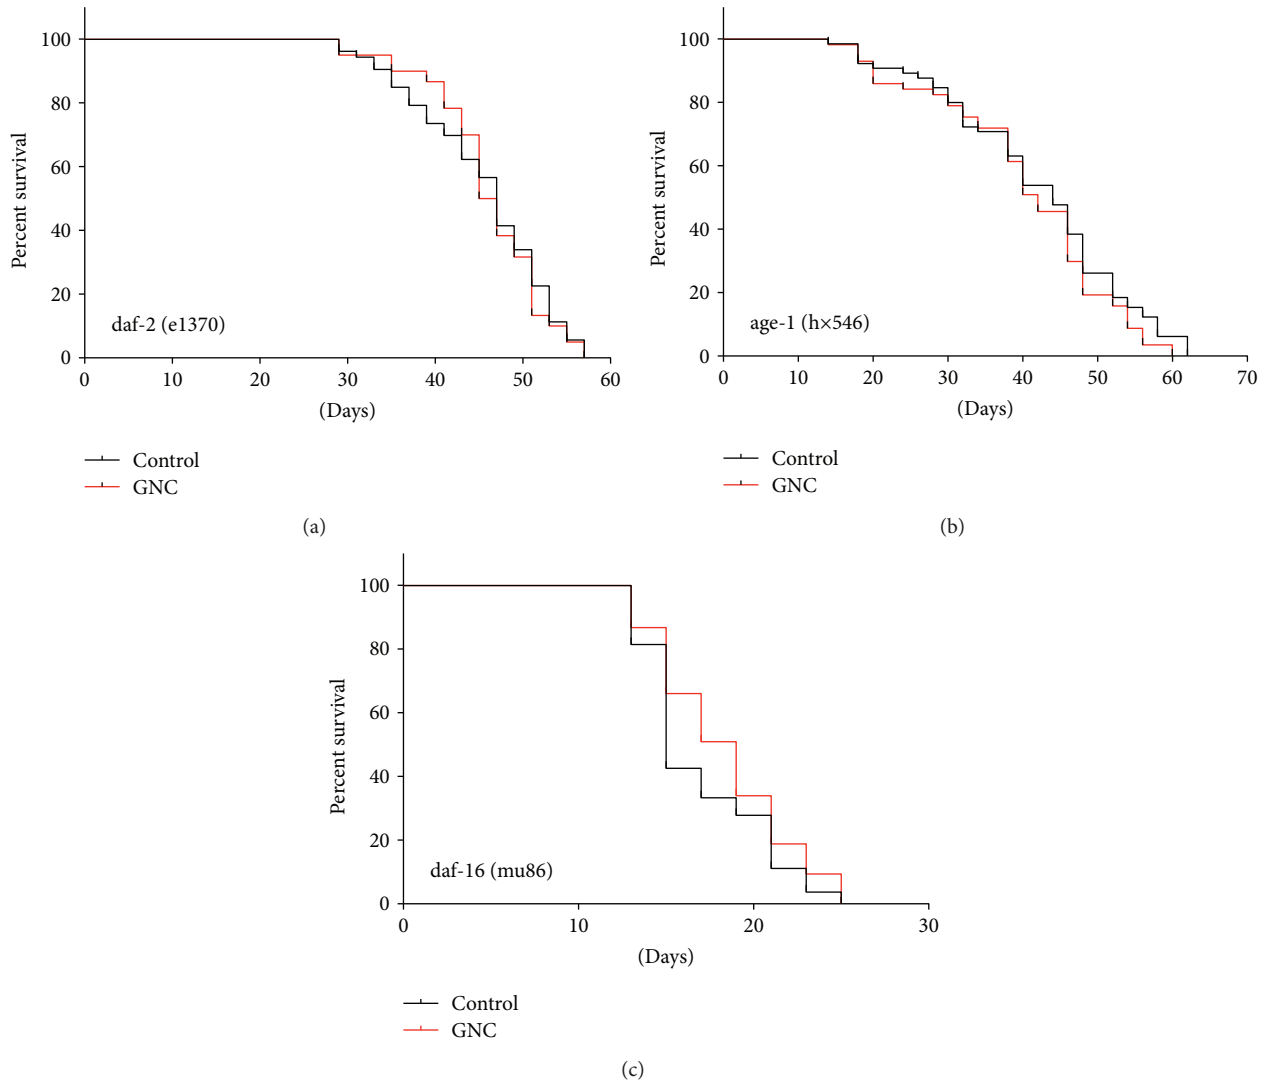 100
80
60
40
20
0
Percent survival
daf-2 (e1370)
0 10 20 30 40 50 60
(Days)
Control
GNC
(a)
100
80
60
40
20
0
Percent survival
age-1 (h×546)
0 10 20 30 40 50 60 70
(Days)
Control
GNC
(b)
100
80
60
40
20
0
Percent survival
daf-16 (mu86)
0 10 20 30
(Days)
Control
GNC
(c)